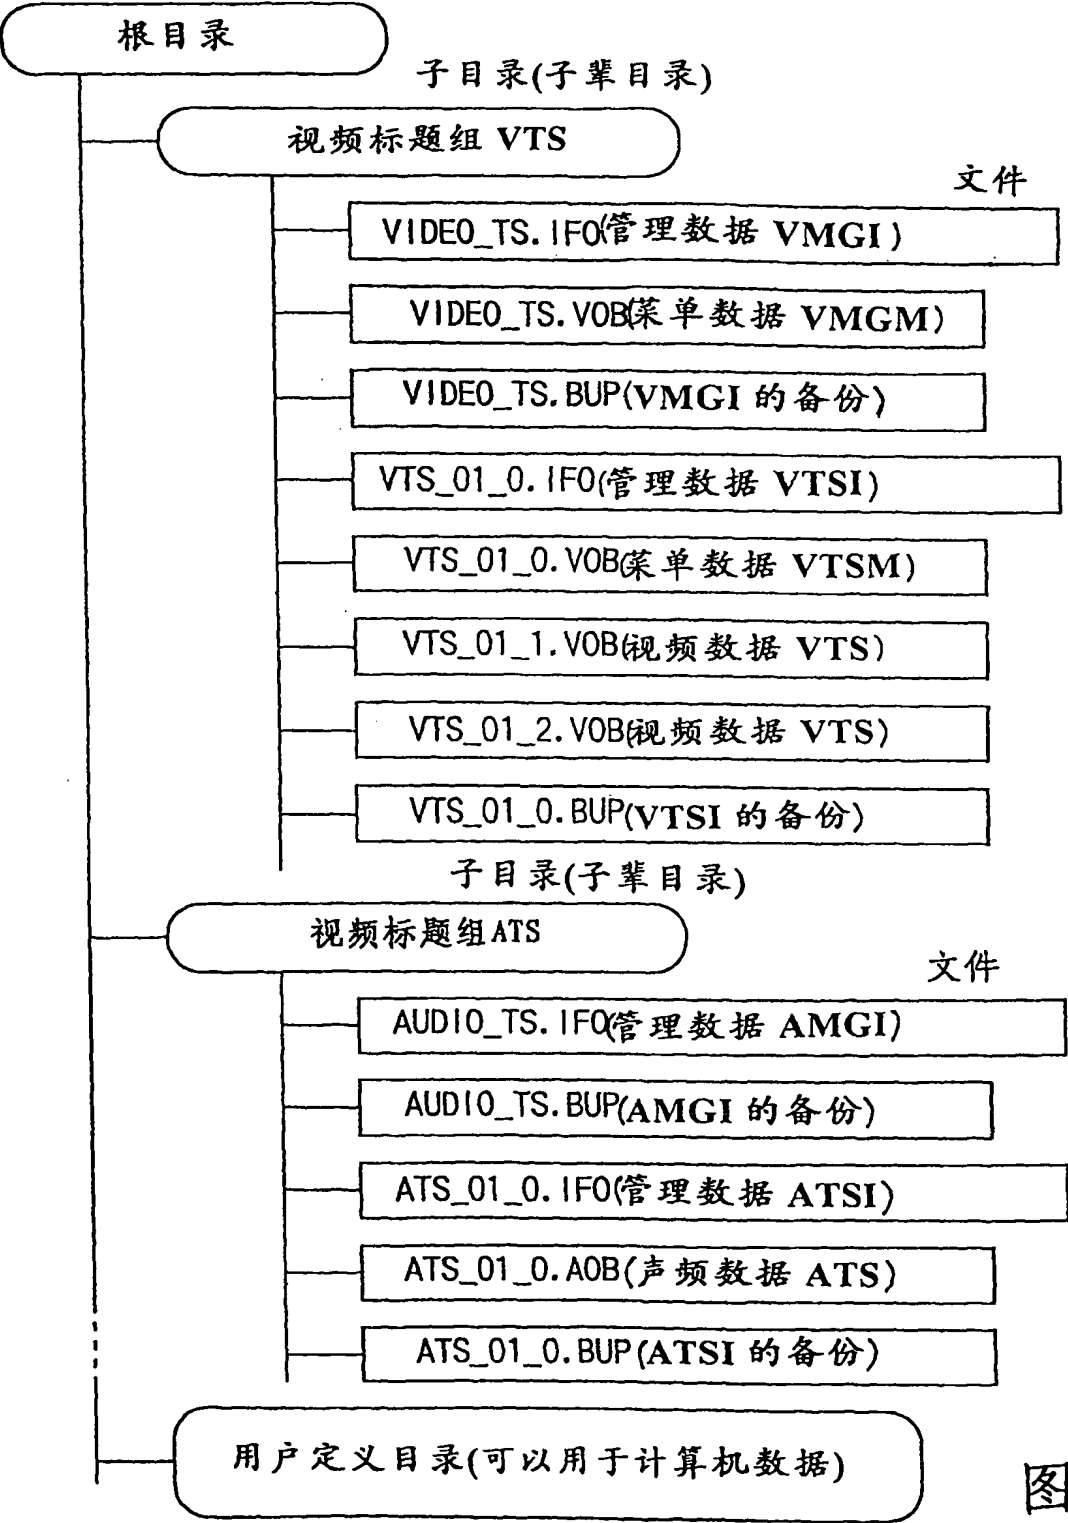 根目录
子目录(子辈目录)
视频标题组 VTS
文件
VIDEO_TS.IFO(管理数据 VMGI)
VIDEO_TS.VOB(菜单数据 VMGM)
VIDEO_TS.BUP(VMGI 的备份)
VTS_01_0.IFO(管理数据 VTSI)
VTS_01_0.VOB(菜单数据 VTSM)
VTS_01_1.VOB(视频数据 VTS)
VTS_01_2.VOB(视频数据 VTS)
VTS_01_0.BUP(VTSI 的备份)
子目录(子辈目录)
视频标题组ATS
文件
AUDIO_TS.IFO(管理数据 AMGI)
AUDIO_TS.BUP(AMGI 的备份)
ATS_01_0.IFO(管理数据 ATSI)
ATS_01_0.AOB(声频数据 ATS)
ATS_01_0.BUP(ATSI 的备份)
用户定义目录(可以用于计算机数据)
图